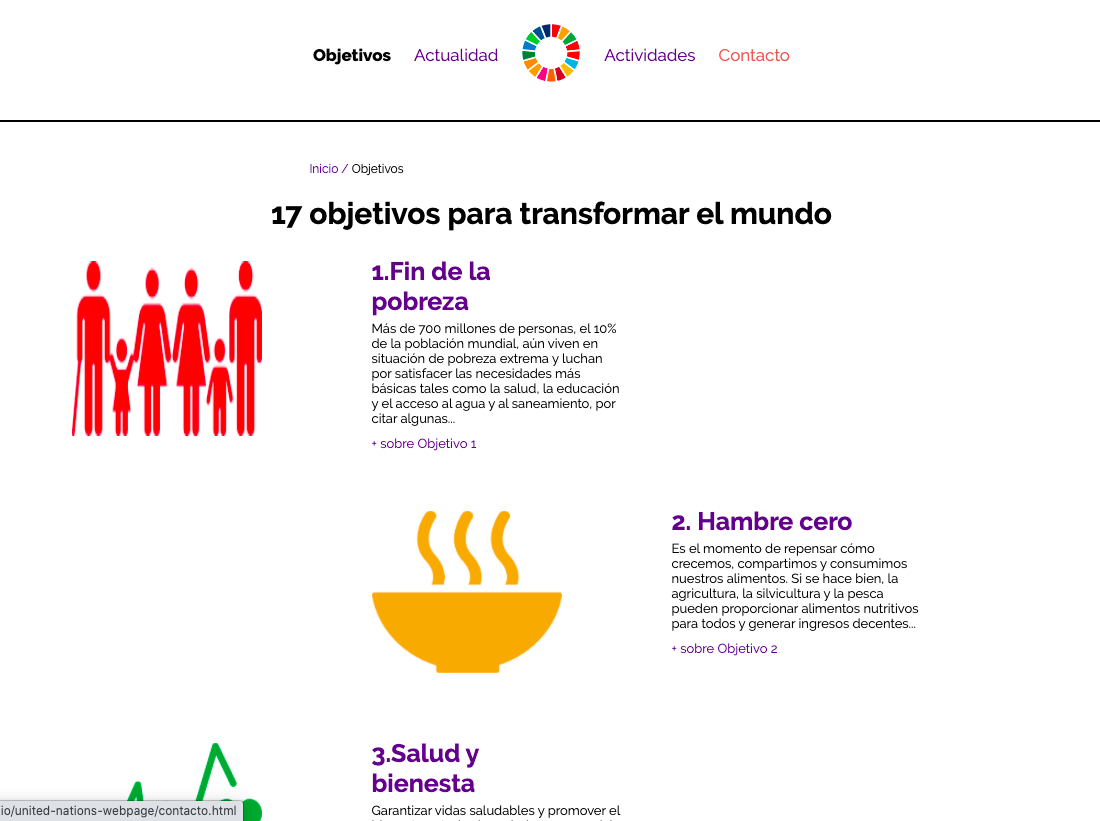 Objetivos Actualidad Actividades Contacto
Inicio / Objetivos
17 objetivos para transformar el mundo
1.Fin de la
pobreza
Más de 700 millones de personas, el 10%
de la población mundial, aún viven en
situación de pobreza extrema y luchan
por satisfacer las necesidades más
básicas tales como la salud, la educación
y el acceso al agua y al saneamiento, por
citar algunas...
+ sobre Objetivo 1
2. Hambre cero
Es el momento de repensar cómo
crecemos, compartimos y consumimos
nuestros alimentos. Si se hace bien, la
agricultura, la silvicultura y la pesca
pueden proporcionar alimentos nutritivos
para todos y generar ingresos decentes...
+ sobre Objetivo 2
3.Salud y
bienesta
Garantizar vidas saludables y promover el
io/united-nations-webpage/contacto.html